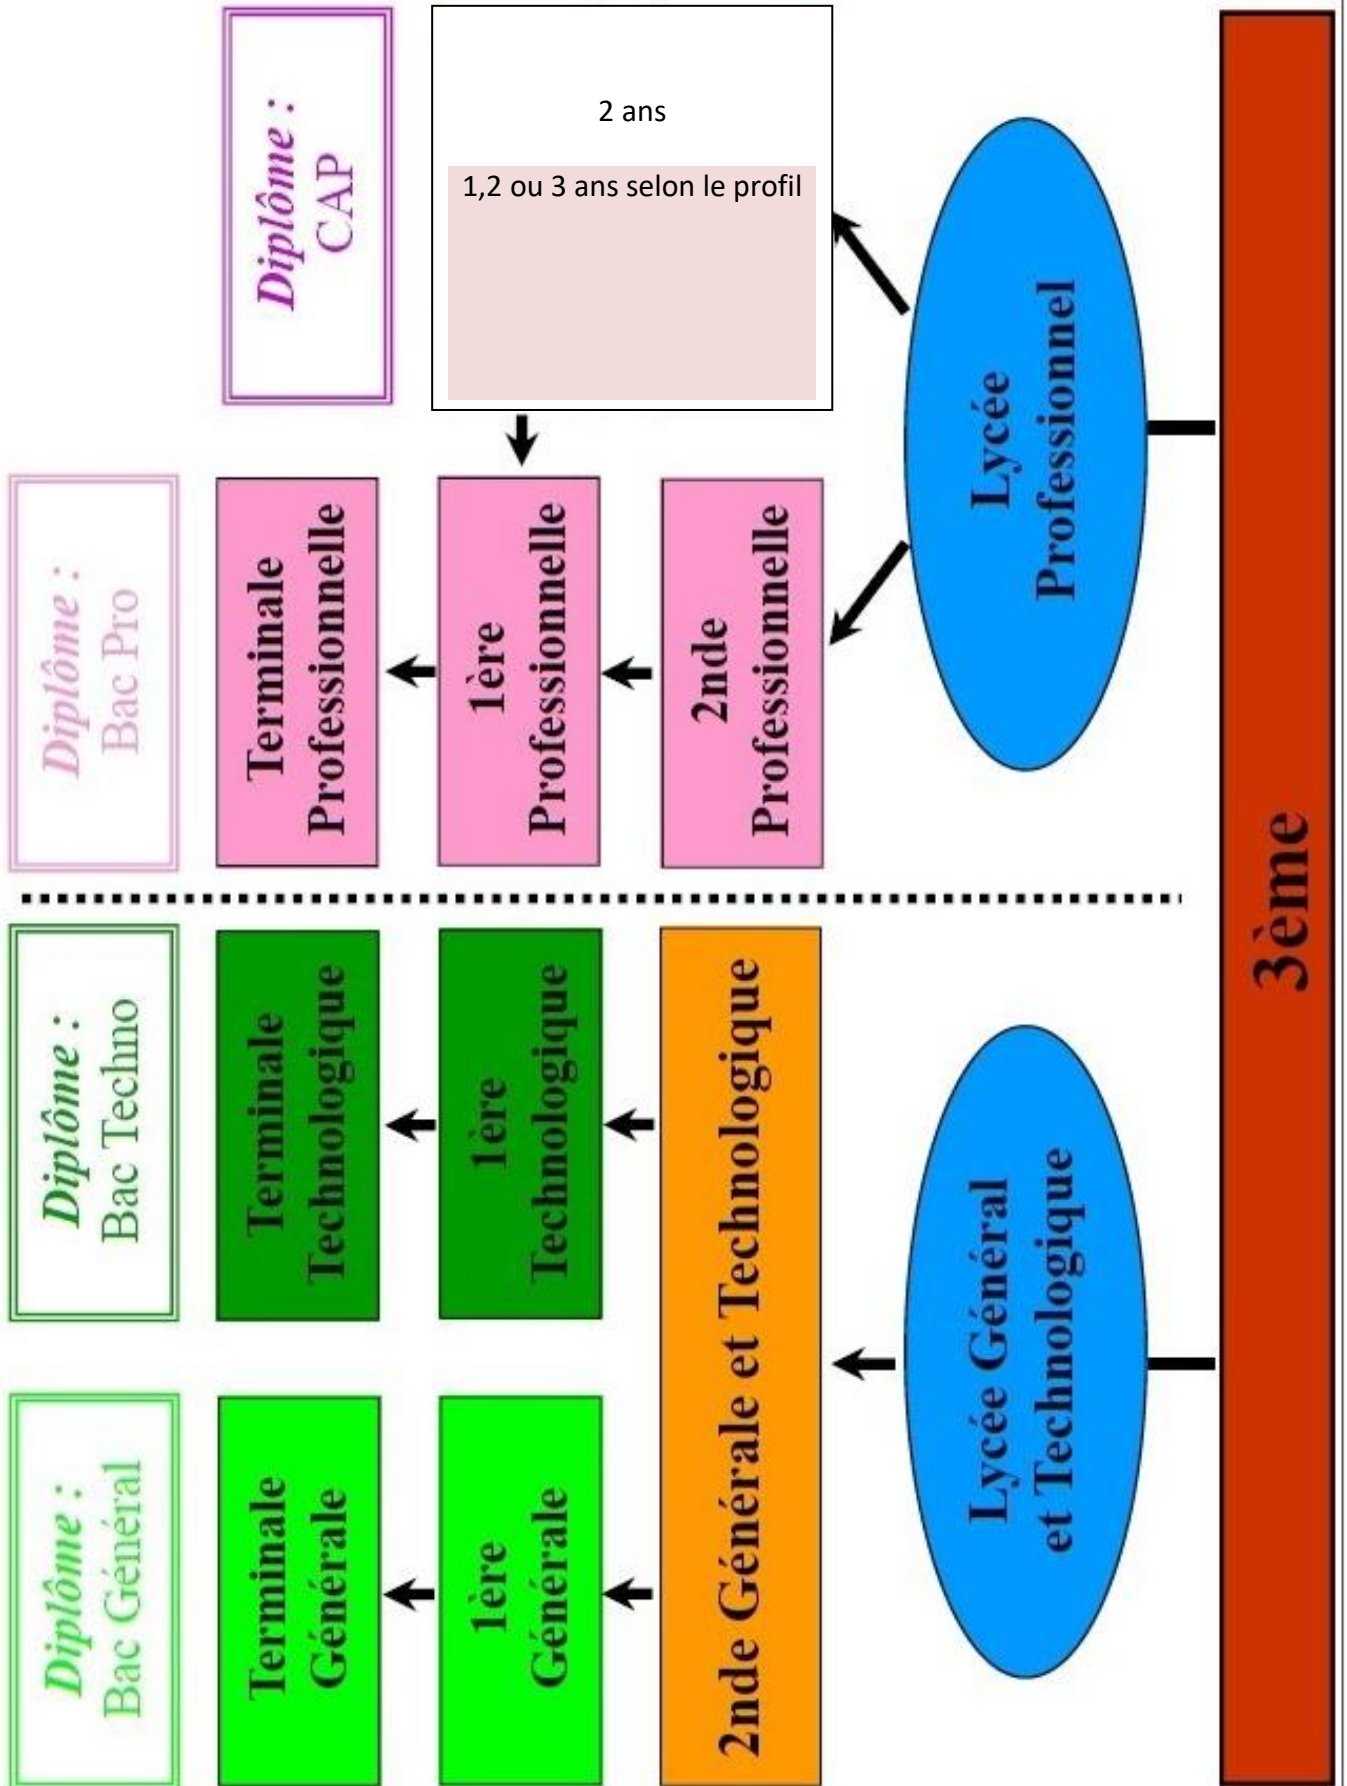 Diplôme :
Bac Général
Diplôme :
Bac Techno
Diplôme :
Bac Pro
Terminale
Générale
Terminale
Technologique
Terminale
Professionnelle
Diplôme :
CAP
1ère
Générale
1ère
Technologique
1ère
Professionnelle
2 ans
1,2 ou 3 ans selon le profil
2nde Générale et Technologique
2nde
Professionnelle
Lycée Général
et Technologique
Lycée
Professionnel
3ème